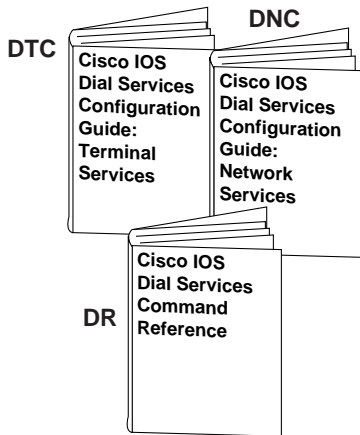 DNC
DTC
Cisco IOS
Dial Services
Configuration
Guide:
Terminal
Services
Cisco IOS
Dial Services
Configuration
Guide:
Network
Services
DR
Cisco IOS
Dial Services
Command
Reference